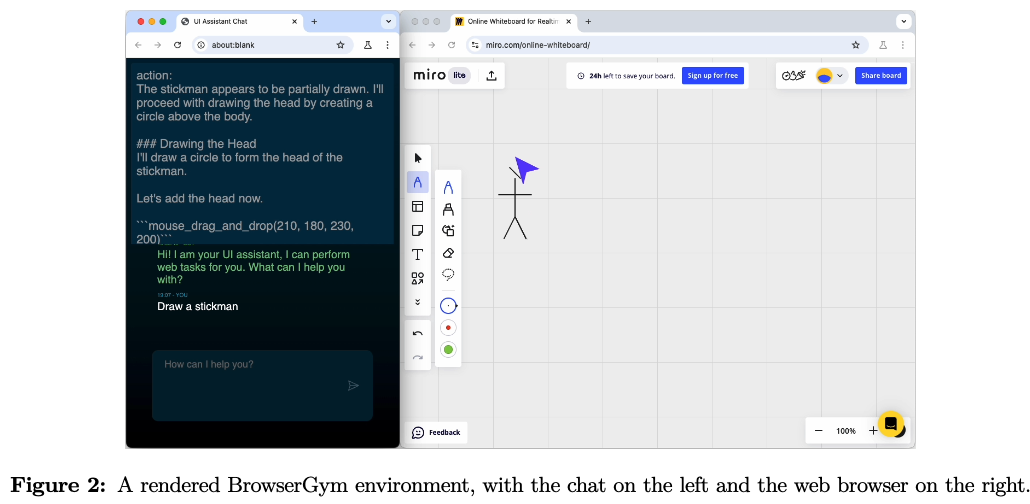 UI Assistant Chat
about:blank
action:
The stickman appears to be partially drawn. I'll
proceed with drawing the head by creating a
circle above the body.
### Drawing the Head
I'll draw a circle to form the head of the
stickman.
Let's add the head now.
```mouse_drag_and_drop(210, 180, 230,
200)```
Hi! I am your UI assistant, I can perform
web tasks for you. What can I help you
with?
19:07 - YOU
Draw a stickman
How can I help you?
Online Whiteboard for Realtim
miro.com/online-whiteboard/
miro lite
24h left to save your board.
Sign up for free
Share board
Feedback
100%
Figure 2: A rendered BrowserGym environment, with the chat on the left and the web browser on the right.